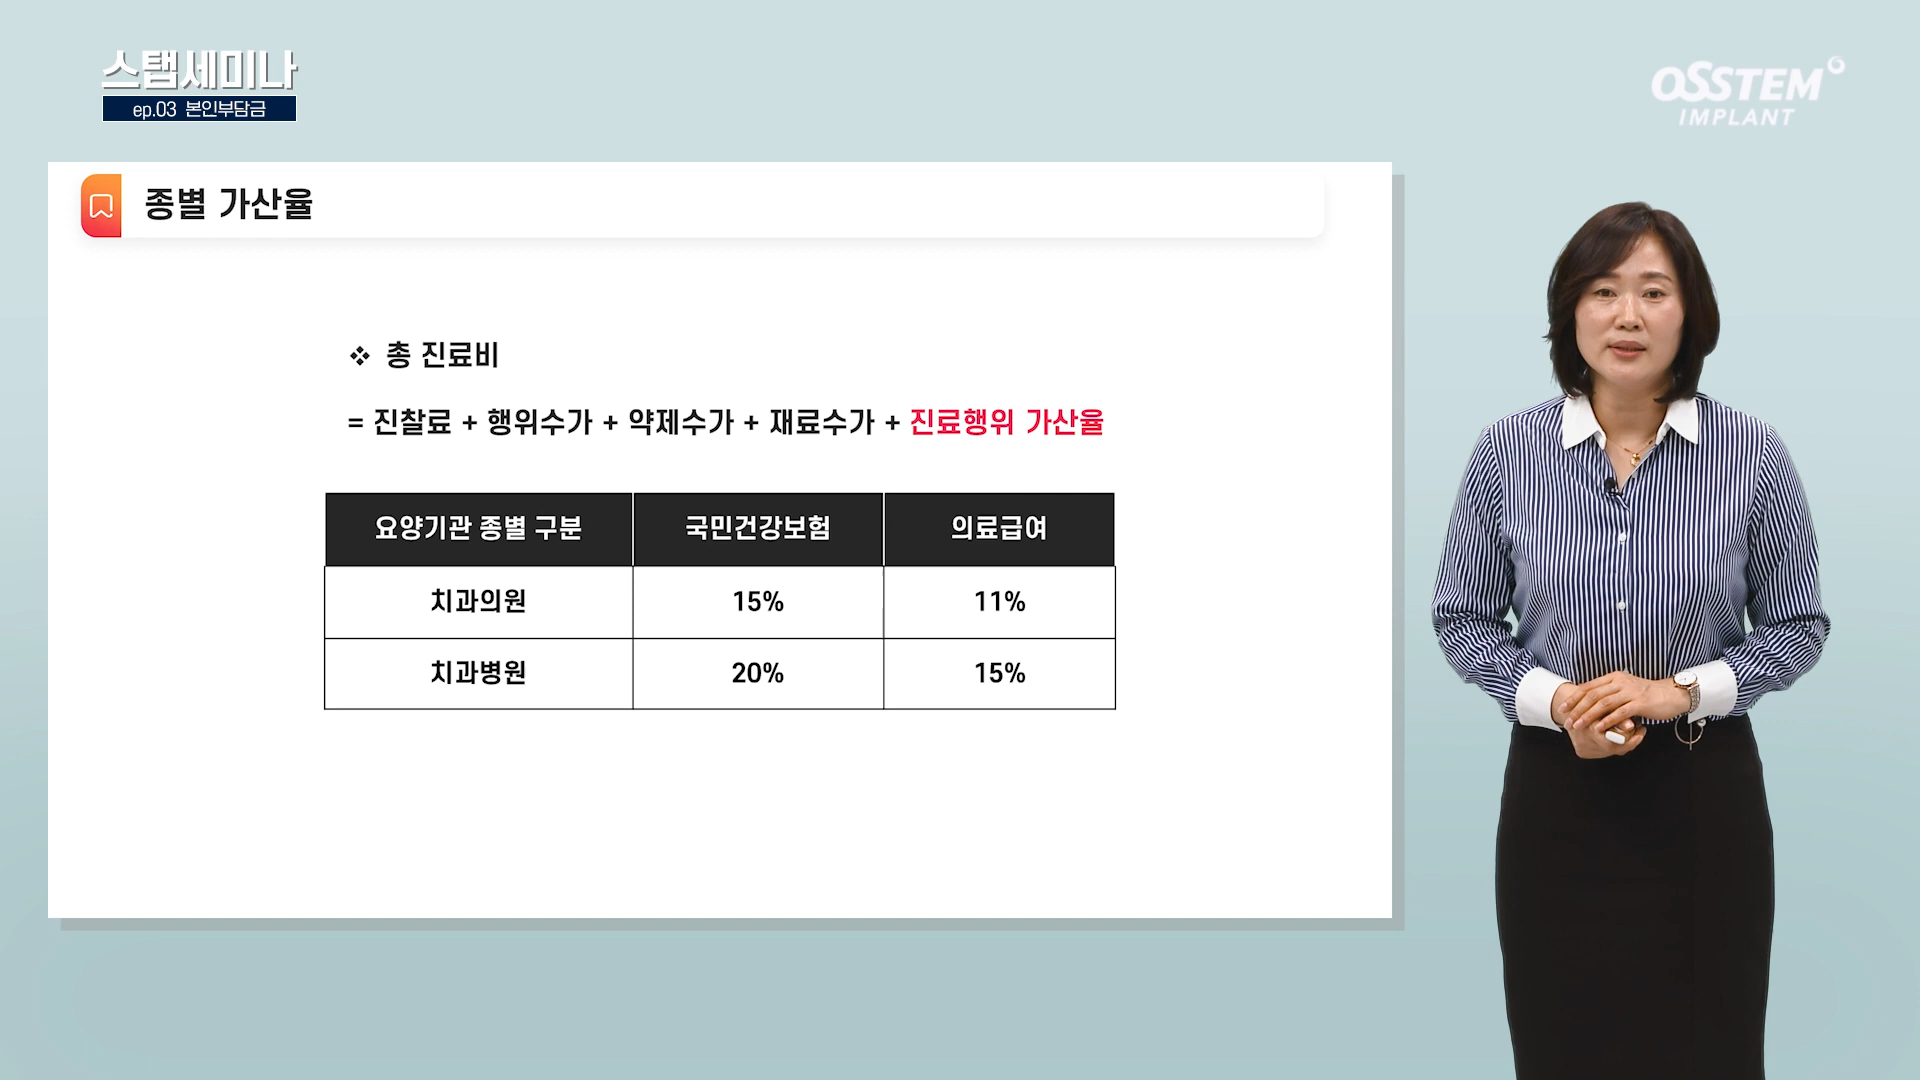 스탭세미나
ep.03 본인부담금
OSSTEM
IMPLANT
종별 가산율
❖ 총 진료비
= 진찰료 + 행위수가 + 약제수가 + 재료수가 + 진료행위 가산율
요양기관 종별 구분 국민건강보험 의료급여
치과의원 15% 11%
치과병원 20% 15%